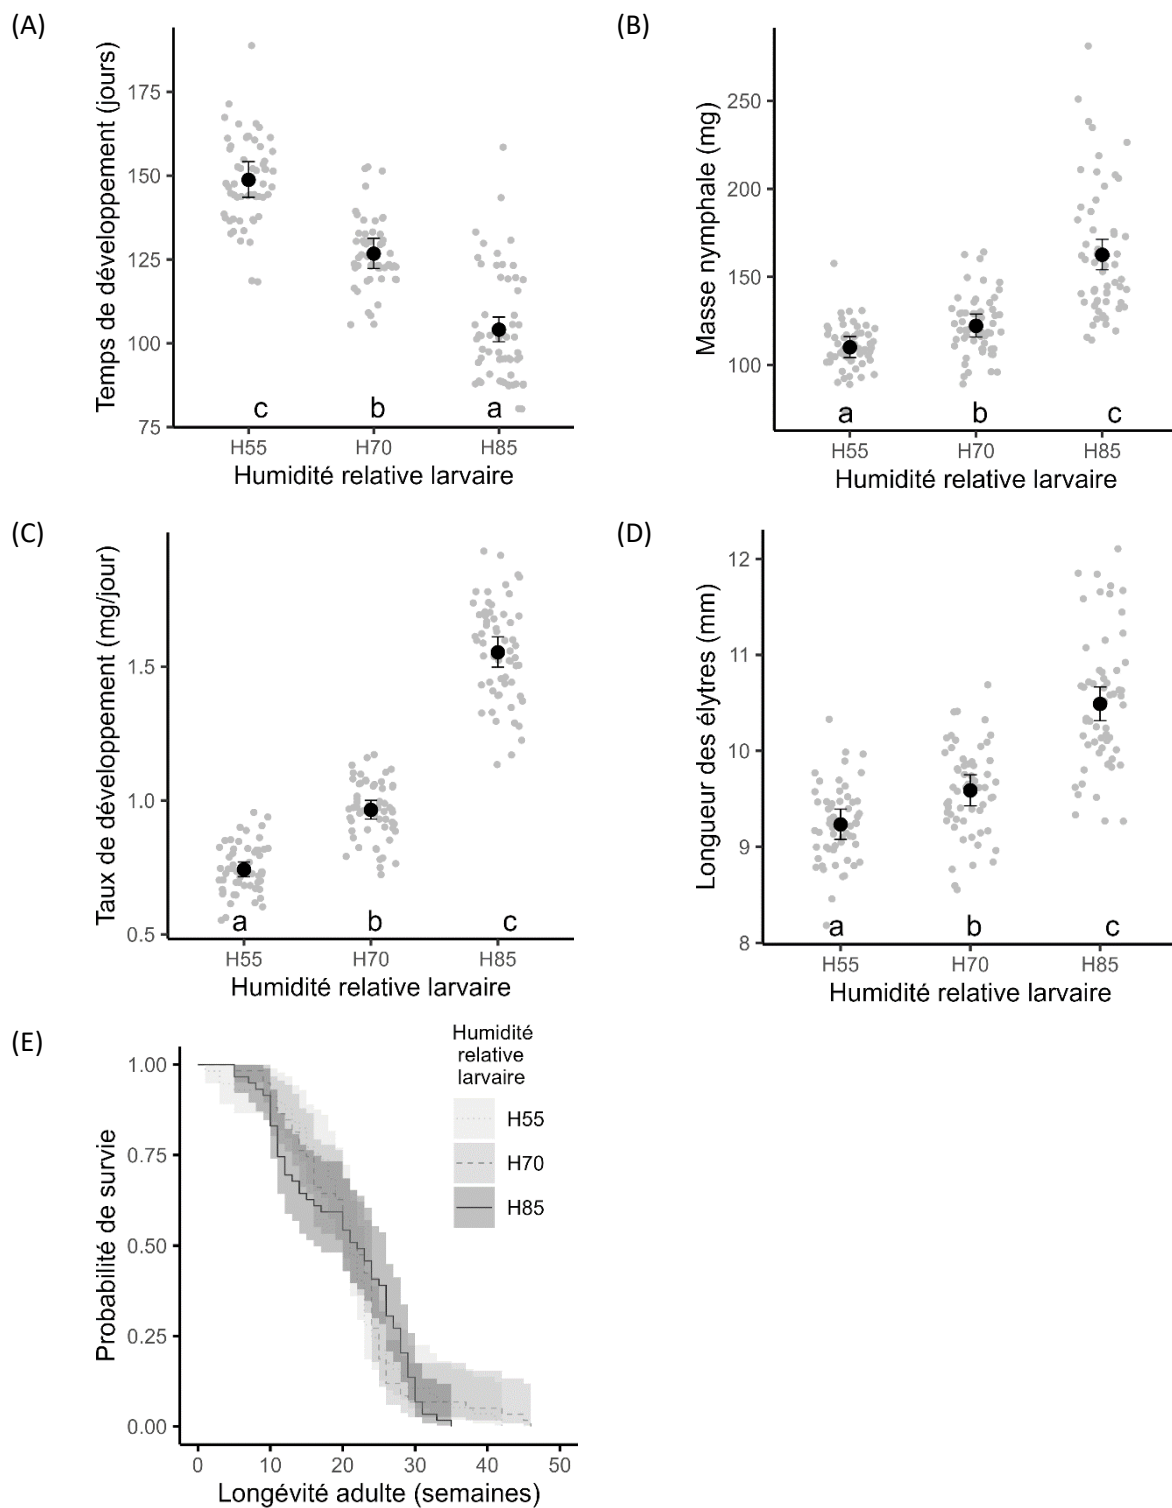 (A)
Temps de développement (jours)
175
150
125
100
75
c
b
a
H55
H70
H85
Humidité relative larvaire
(B)
Masse nymphale (mg)
250
200
150
100
a
b
c
H55
H70
H85
Humidité relative larvaire
(C)
Taux de développement (mg/jour)
1.5
1.0
0.5
a
b
c
H55
H70
H85
Humidité relative larvaire
(D)
Longueur des élytres (mm)
12
11
10
9
8
a
b
c
H55
H70
H85
Humidité relative larvaire
(E)
Probabilité de survie
1.00
0.75
0.50
0.25
0.00
0
10
20
30
40
50
Longévité adulte (semaines)
Humidité
relative
larvaire
H55
H70
H85